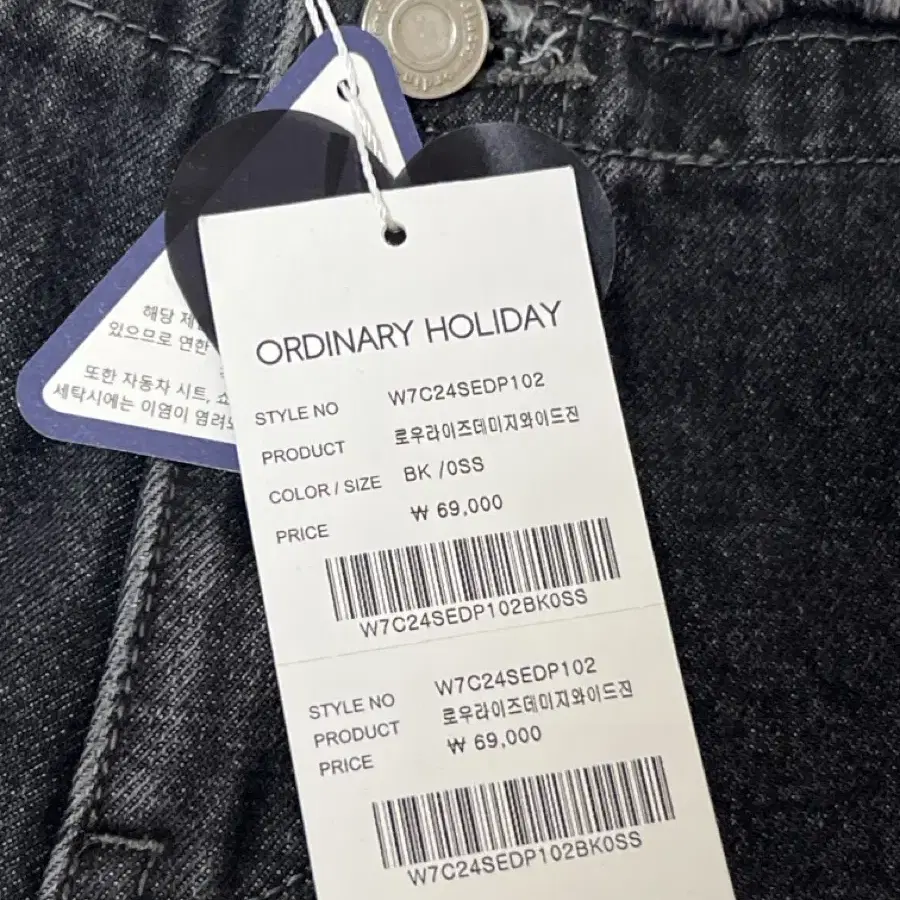 해당 제
있으므로 연한
또한 자동차 시트, 쇼
세탁시에는 이염이 염려
ORDINARY HOLIDAY
STYLE NO W7C24SEDP102
PRODUCT 로우라이즈데미지와이드진
COLOR / SIZE BK /0SS
PRICE ₩ 69,000
W7C24SEDP102BK0SS
STYLE NO W7C24SEDP102
PRODUCT 로우라이즈데미지와이드진
PRICE ₩ 69,000
W7C24SEDP102BK0SS